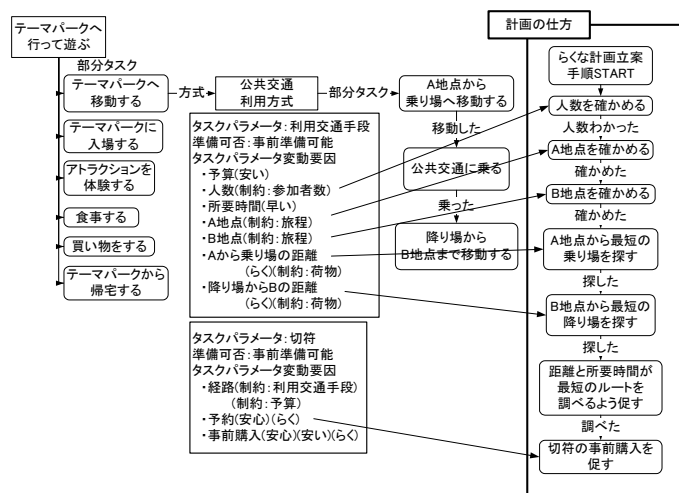 テーマパークへ
行って遊ぶ
部分タスク
テーマパークへ
移動する
テーマパークに
入場する
アトラクションを
体験する
食事する
買い物をする
テーマパークから
帰宅する
方式
公共交通
利用方式
部分タスク
A地点から
乗り場へ移動する
移動した
公共交通に乗る
乗った
降り場から
B地点まで移動する
タスクパラメータ:利用交通手段
準備可否:事前準備可能
タスクパラメータ変動要因
・予算(安い)
・人数(制約:参加者数)
・所要時間(早い)
・A地点(制約:旅程)
・B地点(制約:旅程)
・Aから乗り場の距離
(らく)(制約:荷物)
・降り場からBの距離
(らく)(制約:荷物)
タスクパラメータ:切符
準備可否:事前準備可能
タスクパラメータ変動要因
・経路(制約:利用交通手段)
(制約:予算)
・予約(安心)(らく)
・事前購入(安心)(安い)(らく)
計画の仕方
らくな計画立案
手順START
人数を確かめる
人数わかった
A地点を確かめる
確かめた
B地点を確かめる
確かめた
A地点から最短の
乗り場を探す
探した
B地点から最短の
降り場を探す
探した
距離と所要時間が
最短のルートを
調べるよう促す
調べた
切符の事前購入を
促す